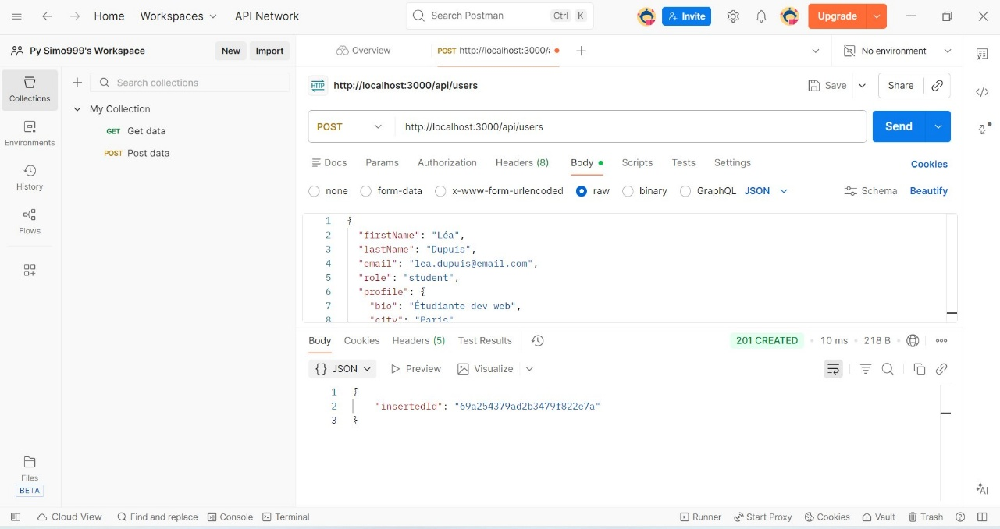 Home Workspaces API Network Search Postman Ctrl K Invite Upgrade
Py Simo999's Workspace New Import Overview POST http://localhost:3000/a No environment
Collections
Search collections
My Collection
GET Get data
POST Post data
Environments
History
Flows
Files
BETA
HTTP http://localhost:3000/api/users Save Share
POST http://localhost:3000/api/users Send
Docs Params Authorization Headers (8) Body Scripts Tests Settings Cookies
none form-data x-www-form-urlencoded raw binary GraphQL JSON Schema Beautify
1 {
2 "firstName": "Léa",
3 "lastName": "Dupuis",
4 "email": "lea.dupuis@email.com",
5 "role": "student",
6 "profile": {
7 "bio": "Étudiante dev web",
8 "city": "Paris"
Body Cookies Headers (5) Test Results 201 CREATED 10 ms 218 B
{} JSON Preview Visualize
1 {
2 "insertedId": "69a254379ad2b3479f822e7a"
3 }
AI
Cloud View Find and replace Console Terminal Runner Start Proxy Cookies Vault Trash